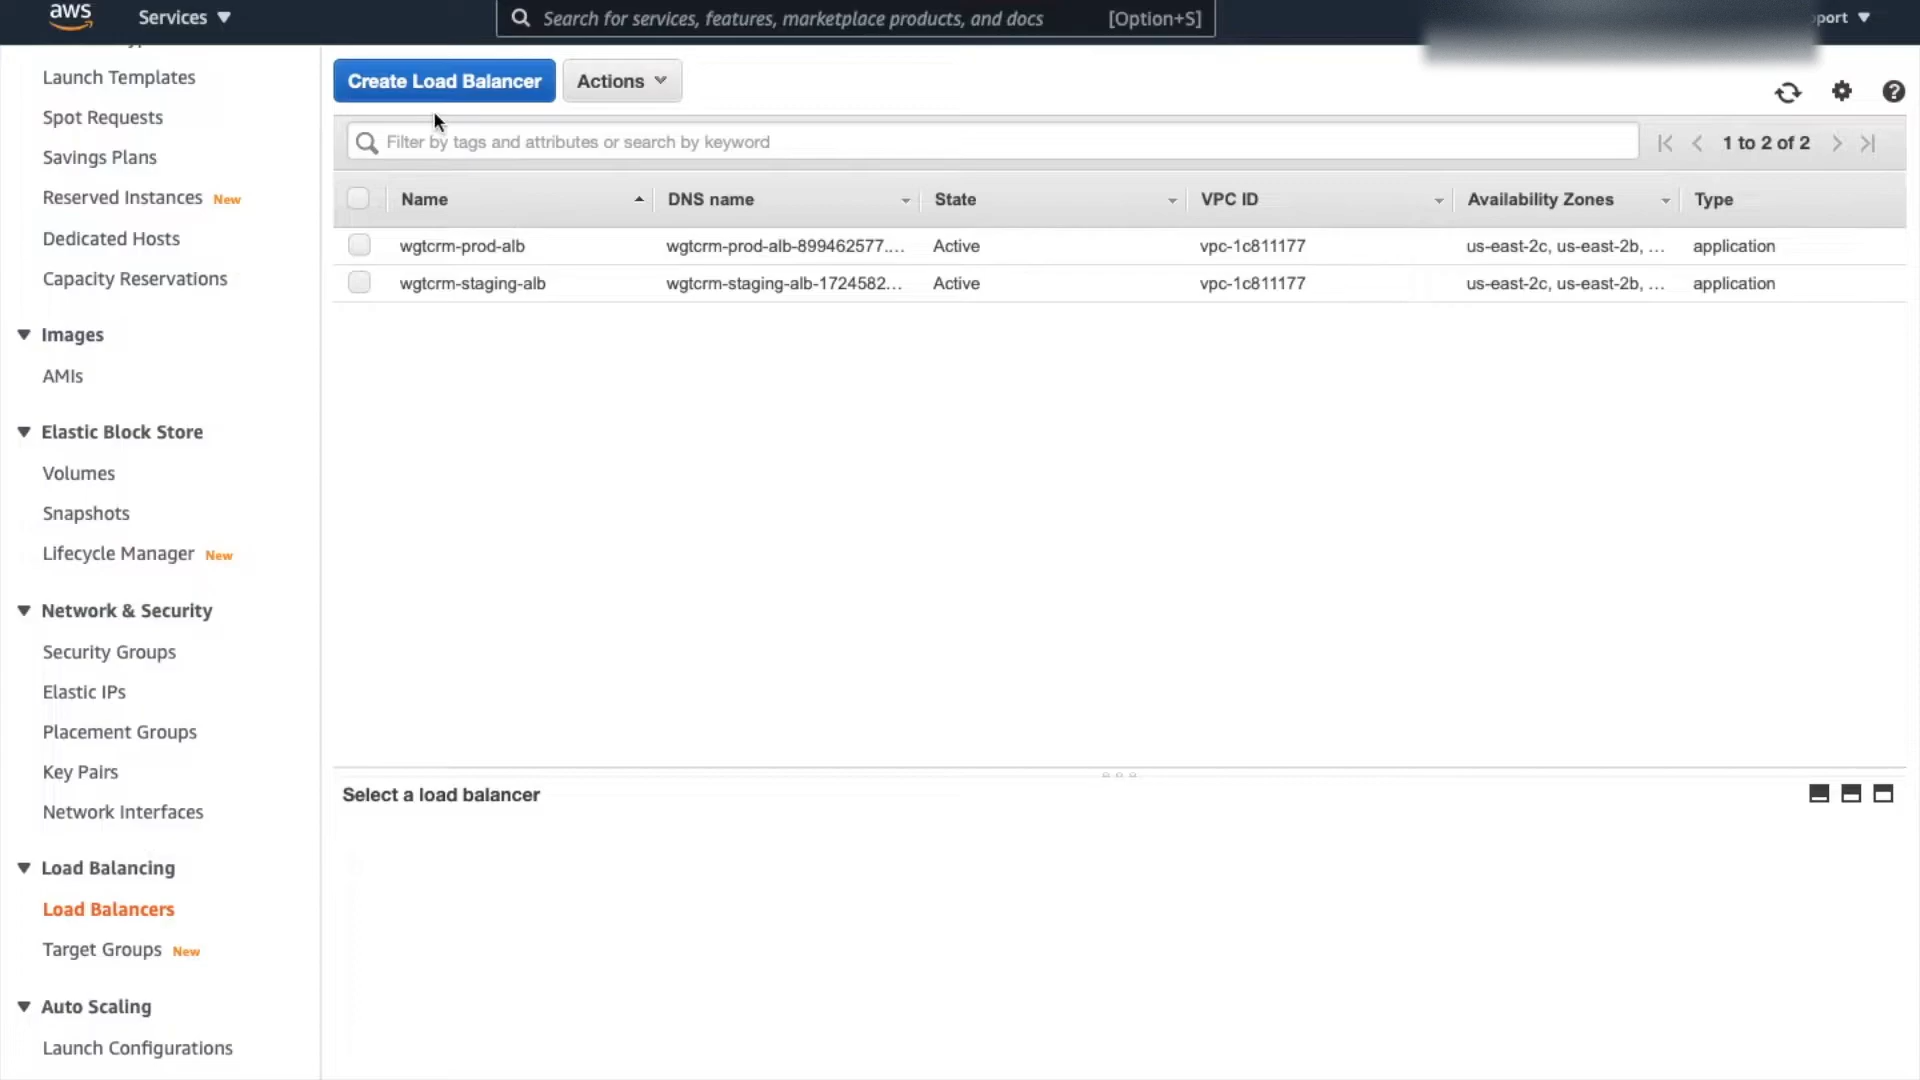 aws Services ▼ Search for services, features, marketplace products, and docs [Option+S] port ▼
Launch Templates
Spot Requests
Savings Plans
Reserved Instances New
Dedicated Hosts
Capacity Reservations
Images
AMIs
Elastic Block Store
Volumes
Snapshots
Lifecycle Manager New
Network & Security
Security Groups
Elastic IPs
Placement Groups
Key Pairs
Network Interfaces
Load Balancing
Load Balancers
Target Groups New
Auto Scaling
Launch Configurations
Create Load Balancer Actions
Filter by tags and attributes or search by keyword 1 to 2 of 2
Name DNS name State VPC ID Availability Zones Type
wgtcrm-prod-alb wgtcrm-prod-alb-899462577.... Active vpc-1c811177 us-east-2c, us-east-2b, ... application
wgtcrm-staging-alb wgtcrm-staging-alb-1724582... Active vpc-1c811177 us-east-2c, us-east-2b, ... application
Select a load balancer